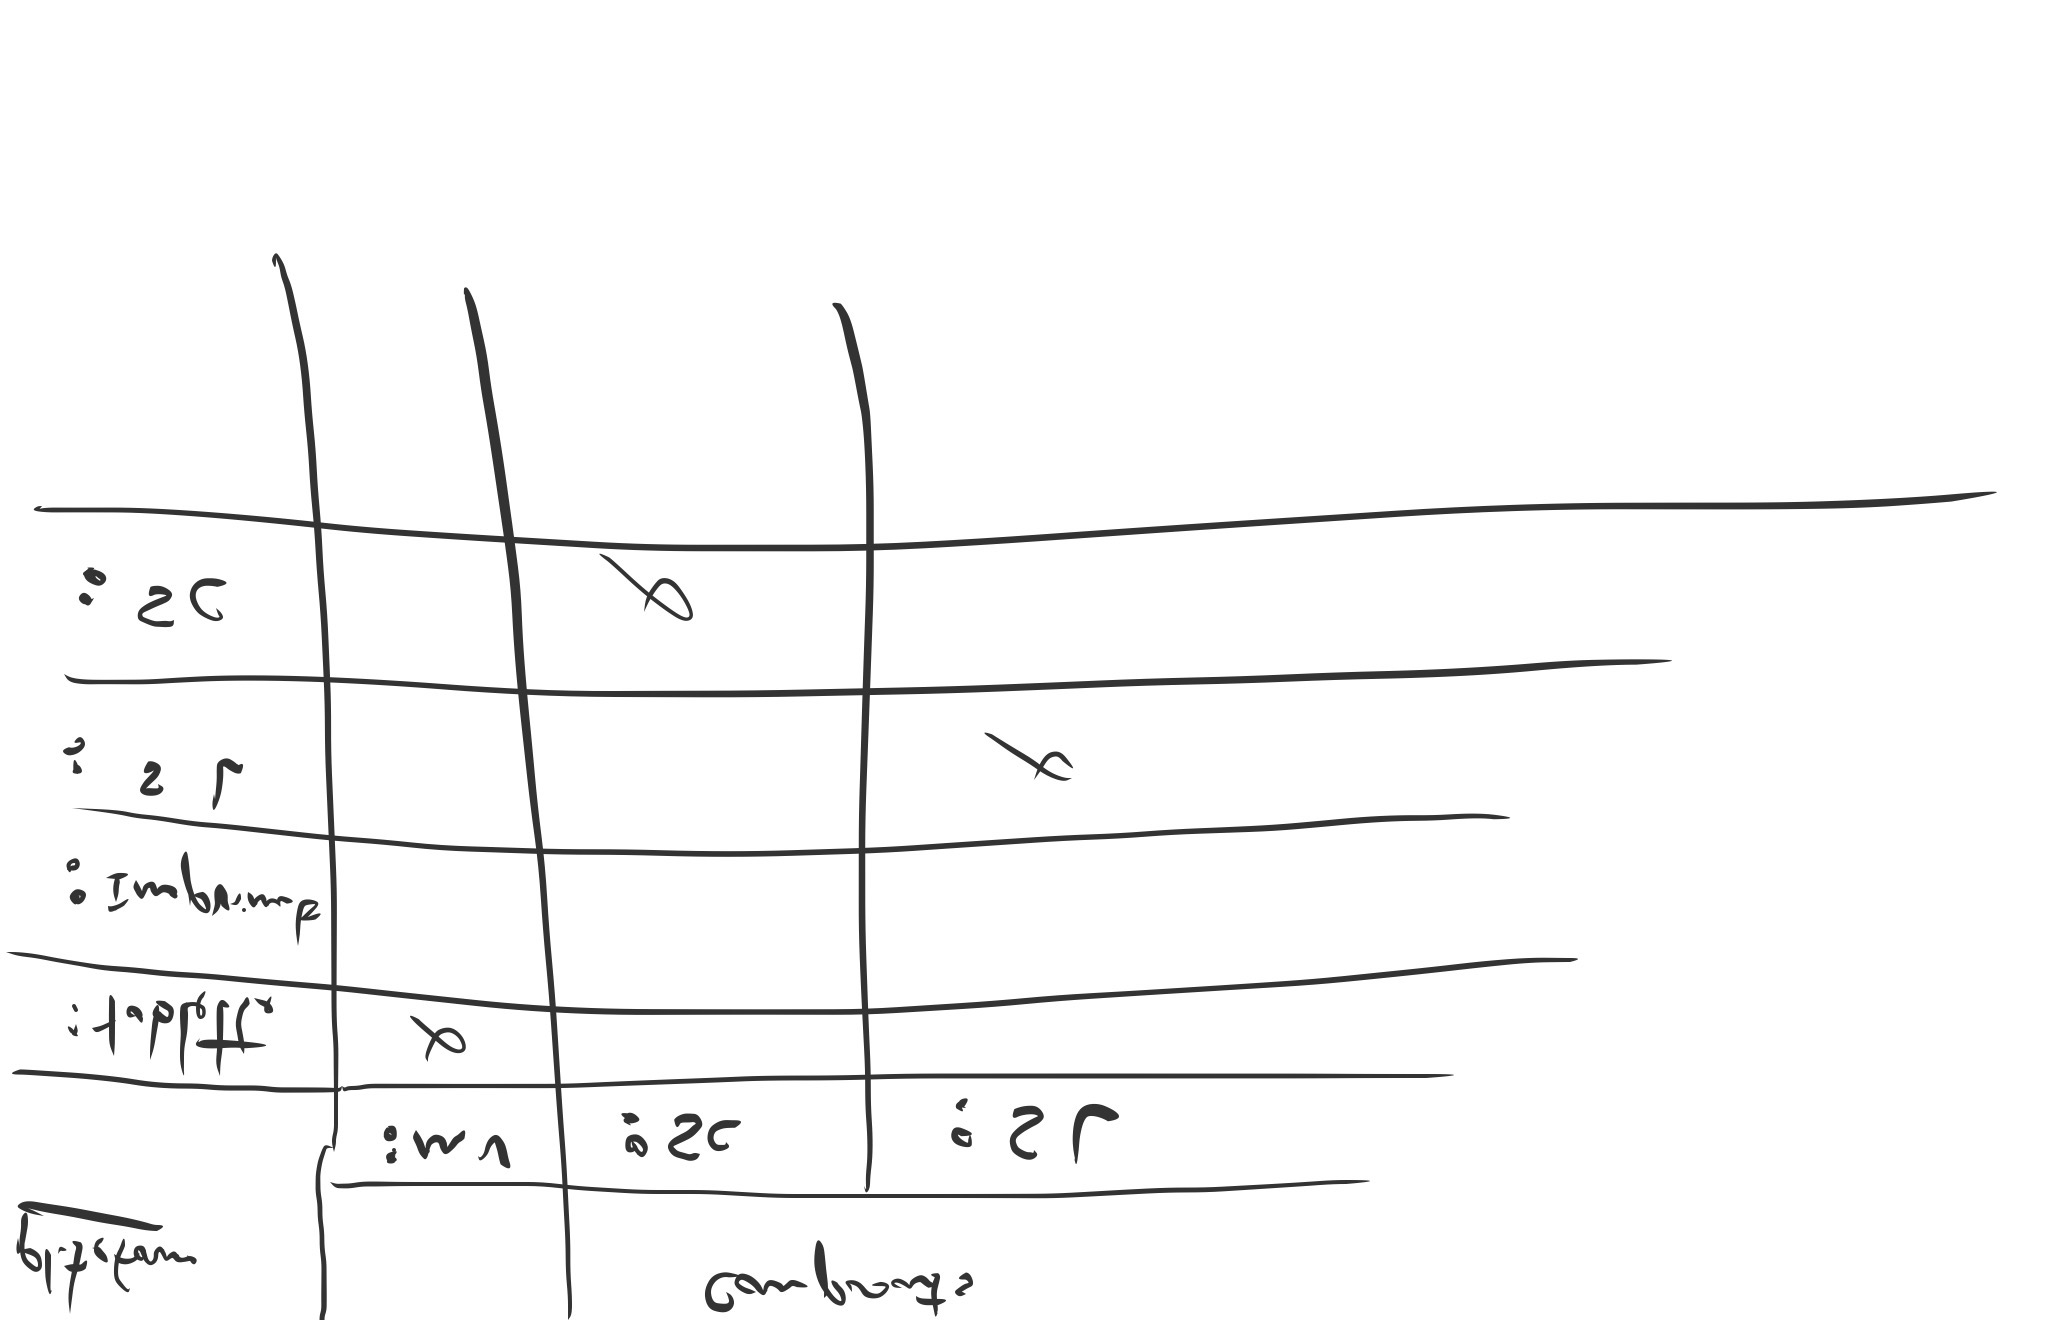 plateforme
Composants
:mv :SC :SL
:tablette x
:Imprimante
: SL x
: SC x